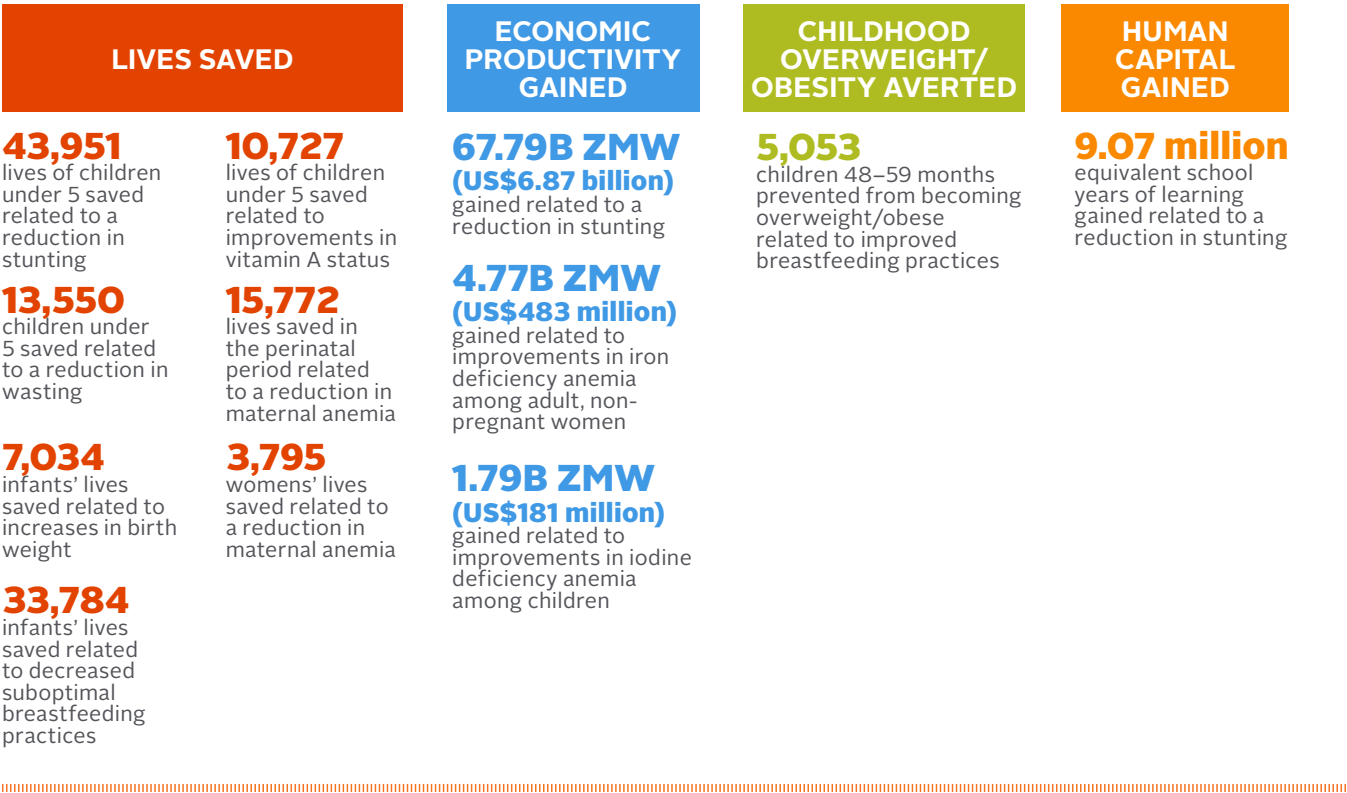 LIVES SAVED
43,951
lives of children
under 5 saved
related to a
reduction in
stunting
13,550
children under
5 saved related
to a reduction in
wasting
7,034
infants’ lives
saved related to
increases in birth
weight
33,784
infants’ lives
saved related
to decreased
suboptimal
breastfeeding
practices
10,727
lives of children
under 5 saved
related to
improvements in
vitamin A status
15,772
lives saved in
the perinatal
period related
to a reduction in
maternal anemia
3,795
womens’ lives
saved related to
a reduction in
maternal anemia
ECONOMIC
PRODUCTIVITY
GAINED
67.79B ZMW
(US$6.87 billion)
gained related to a
reduction in stunting
4.77B ZMW
(US$483 million)
gained related to
improvements in iron
deficiency anemia
among adult, non-
pregnant women
1.79B ZMW
(US$181 million)
gained related to
improvements in iodine
deficiency anemia
among children
CHILDHOOD
OVERWEIGHT/
OBESITY AVERTED
5,053
children 48–59 months
prevented from becoming
overweight/obese
related to improved
breastfeeding practices
HUMAN
CAPITAL
GAINED
9.07 million
equivalent school
years of learning
gained related to a
reduction in stunting